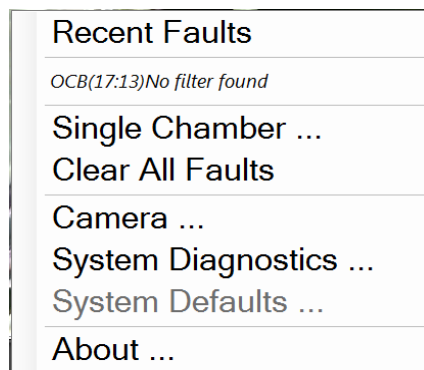 Recent Faults
OCB(17:13)No filter found
Single Chamber ...
Clear All Faults
Camera ...
System Diagnostics ...
System Defaults ...
About ...